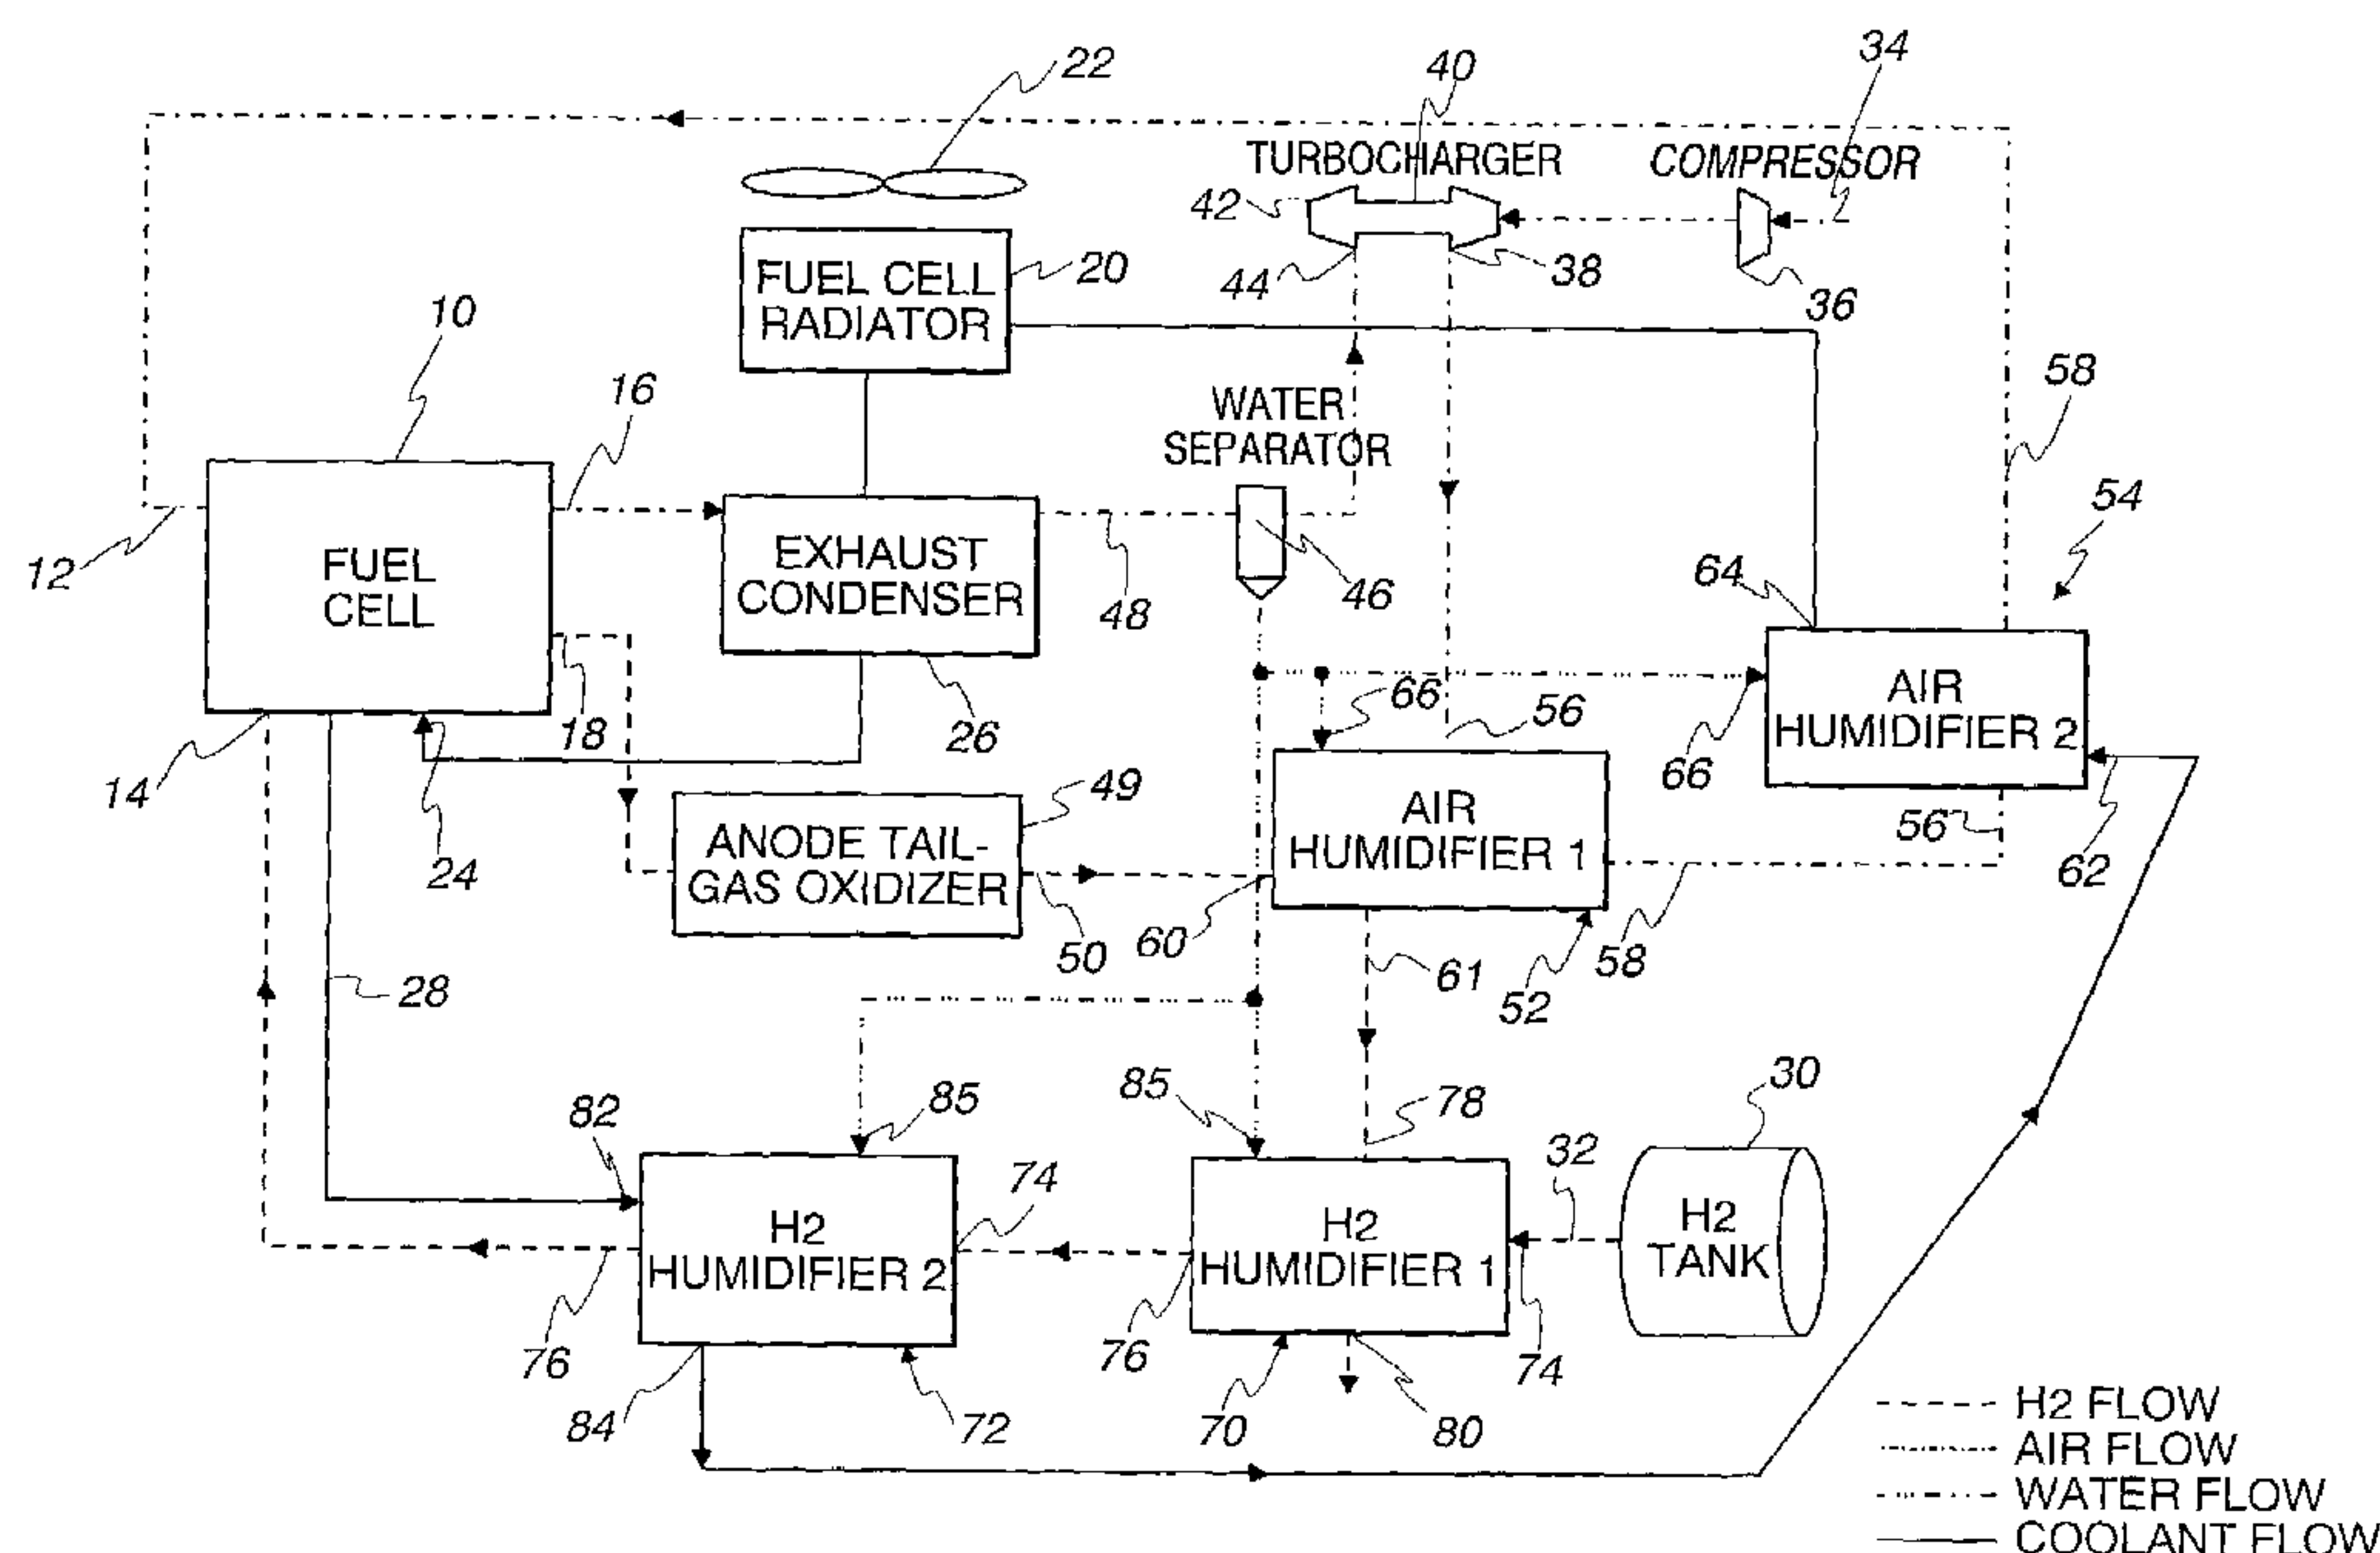 22
40
34
TURBOCHARGER
COMPRESSOR
42
44
38
36
FUEL CELL
RADIATOR
20
10
16
58
WATER
SEPARATOR
54
12
FUEL
CELL
EXHAUST
CONDENSER
48
46
64
14
18
26
66
56
66
AIR
HUMIDIFIER 2
56
62
24
ANODE TAIL-
GAS OXIDIZER
49
50
60
AIR
HUMIDIFIER 1
58
28
61
52
82
85
85
78
32
30
74
H2
HUMIDIFIER 2
H2
HUMIDIFIER 1
H2
TANK
76
76
74
84
72
70
80
H2 FLOW
AIR FLOW
WATER FLOW
COOLANT FLOW